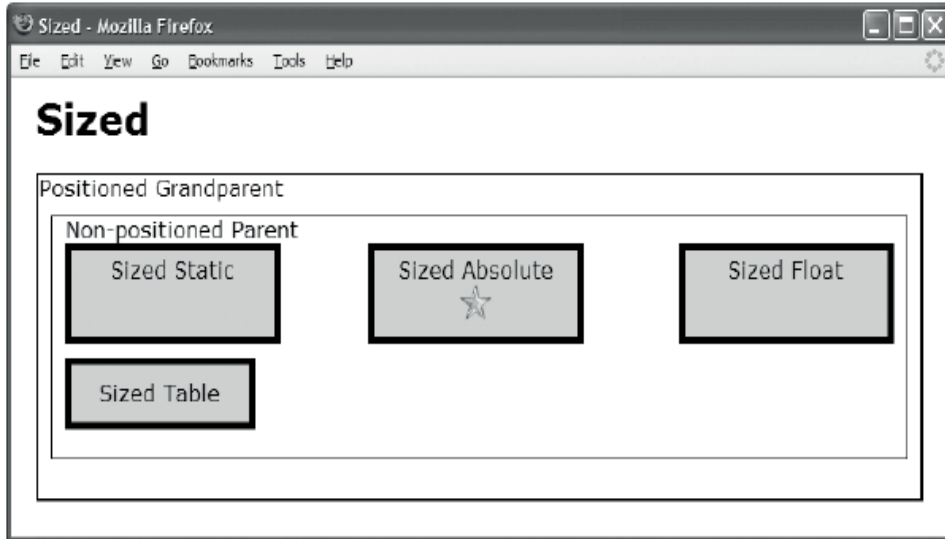 Sized - Mozilla Firefox
File Edit View Go Bookmarks Tools Help
Sized
Positioned Grandparent
Non-positioned Parent
Sized Static
Sized Absolute
Sized Float
Sized Table